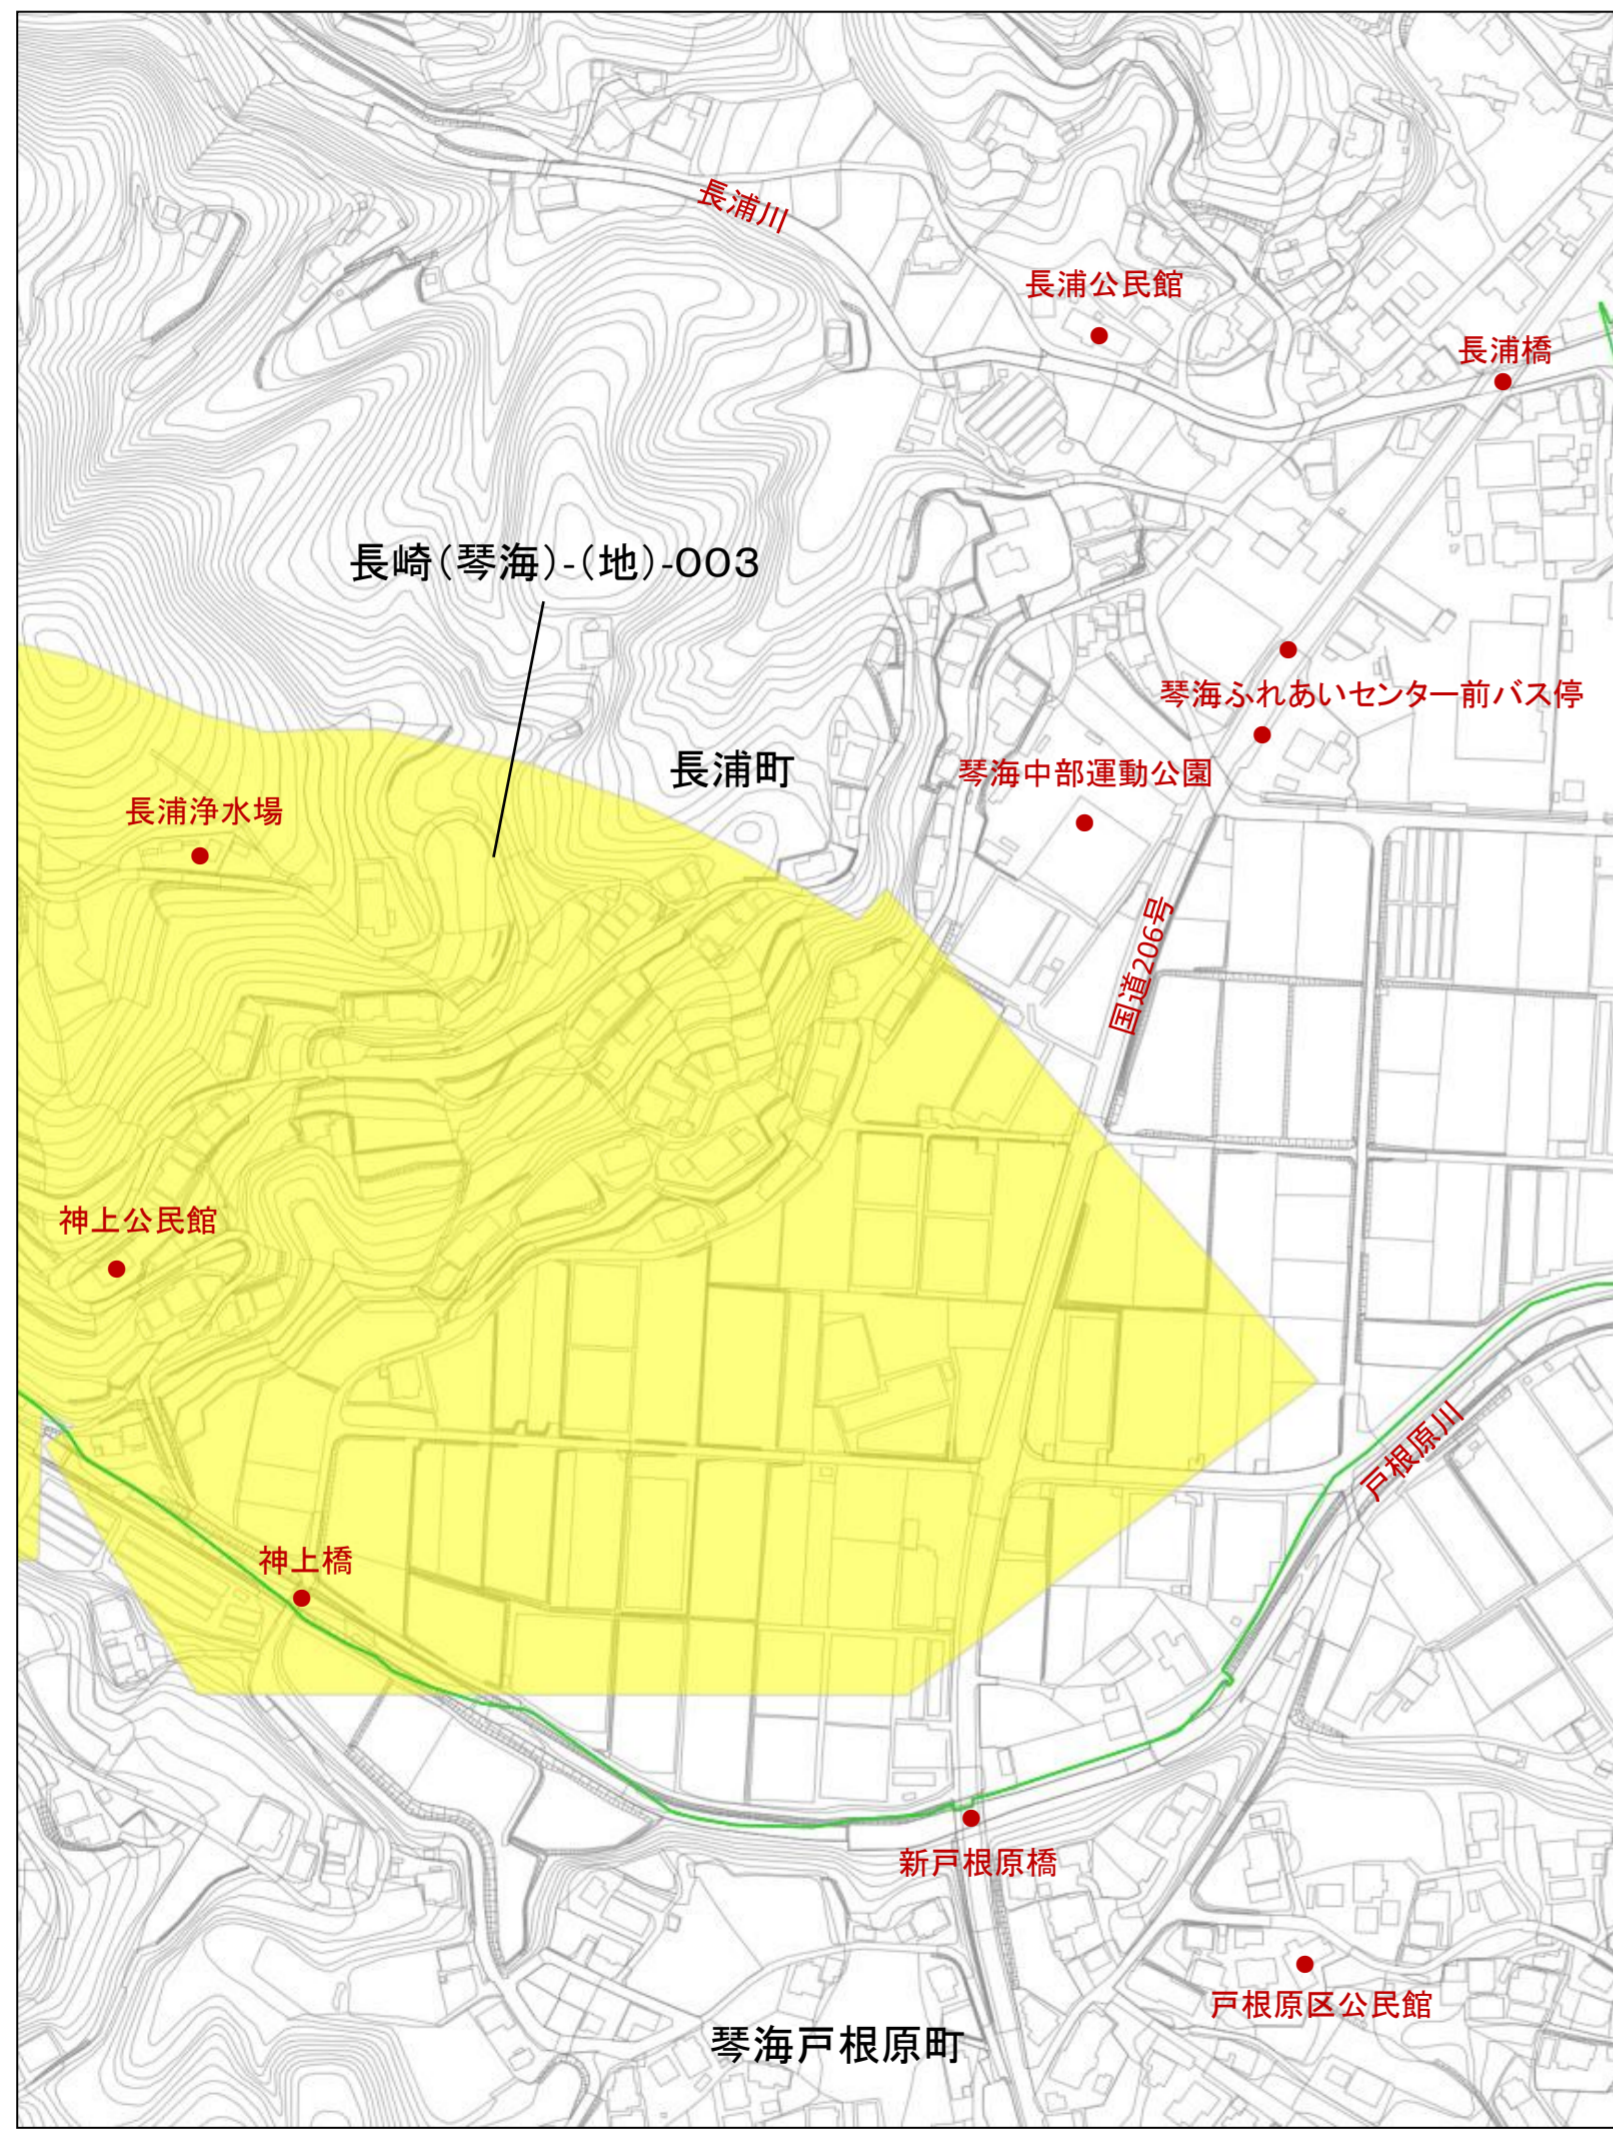 長浦川
長浦公民館
長浦橋
長崎(琴海)-(地)-003
琴海ふれあいセンター前バス停
長浦町
琴海中部運動公園
長浦浄水場
国道206号
神上公民館
戸根原川
神上橋
新戸根原橋
戸根原区公民館
琴海戸根原町